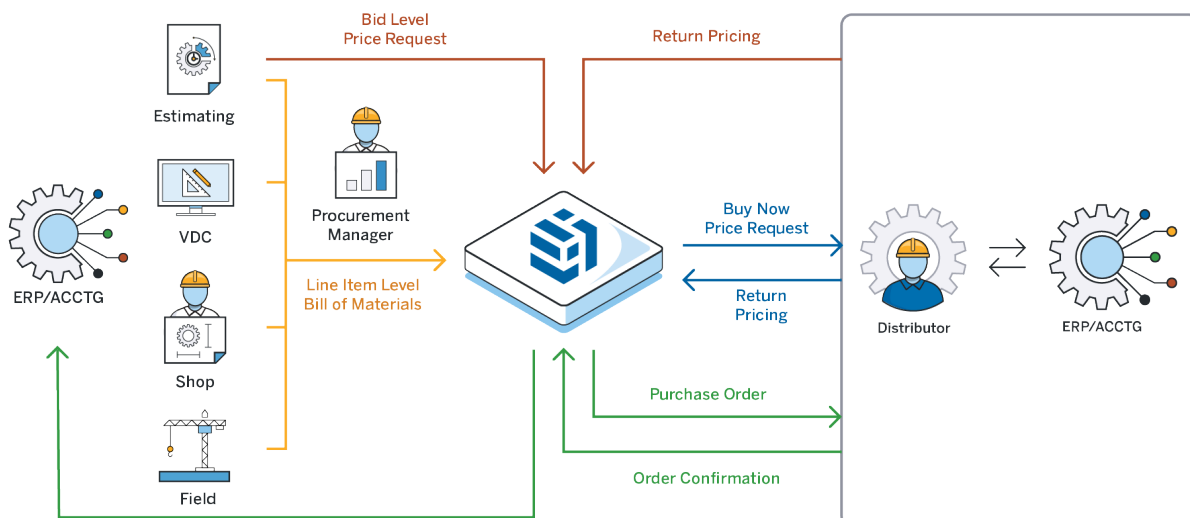 Bid Level
Price Request
Return Pricing
Estimating
VDC
Procurement
Manager
Buy Now
Price Request
ERP/ACCTG
Line Item Level
Bill of Materials
Return
Pricing
Distributor
ERP/ACCTG
Shop
Purchase Order
Order Confirmation
Field